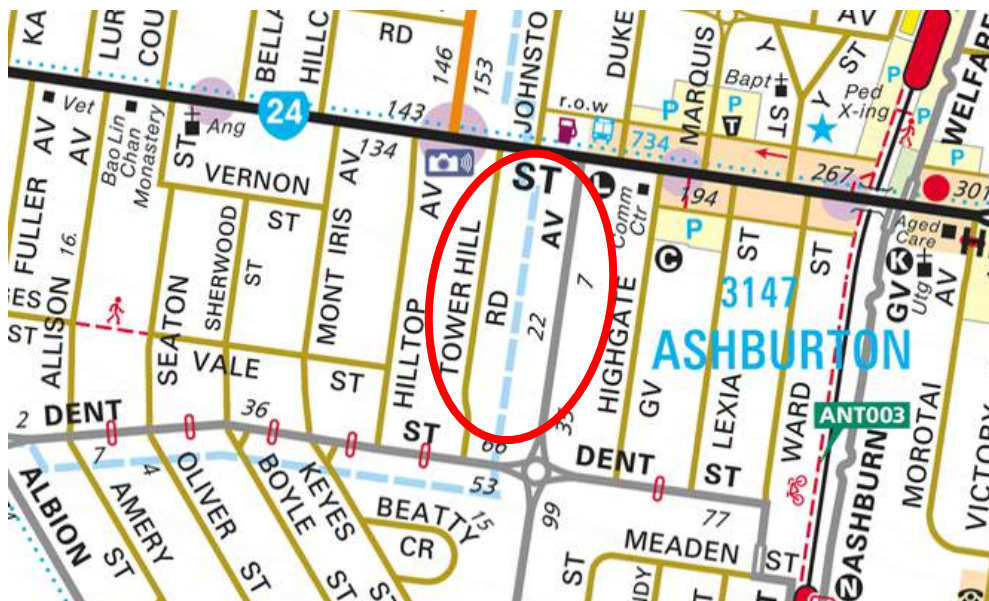 KA
LUR
COU
BELL
HILLC
RD
146
153
JOHNSTO
DUKE
MARQUIS
AV
ST
Y
P
WELFARE
Vet
Bao Lin
Chan
Monastery
Ang
24
143
r.o.w
Bapt
T
Ped
X-ing
734
ST
Y
134
VERNON
ST
194
267
301
FULLER AV
ALLISON
AV
16.
SEATON
ST
SHERWOOD
ST
MONT IRIS AV
HILLTOP
AV
TOWER HILL
RD
ST
AV
22
7
L
Comm
Ctr
P
C
HIGHGATE
GV
3147
ASHBURTON
LEXIA
ST
WARD
ST
Aged
Care
K
Utg
GV
H
MOROTAI
AV
VICTORY
GES
ST
VALE
ST
2
DENT
36
ST
66
35
DENT
ST
ANT003
7
4
53
15
99
77
ALBION
AMERY
ST
OLIVER
ST
BOYLE
ST
KEYES
ST
BEATTY
CR
ST
MEADEN
ST
NDY
ST
N
ASHBURN